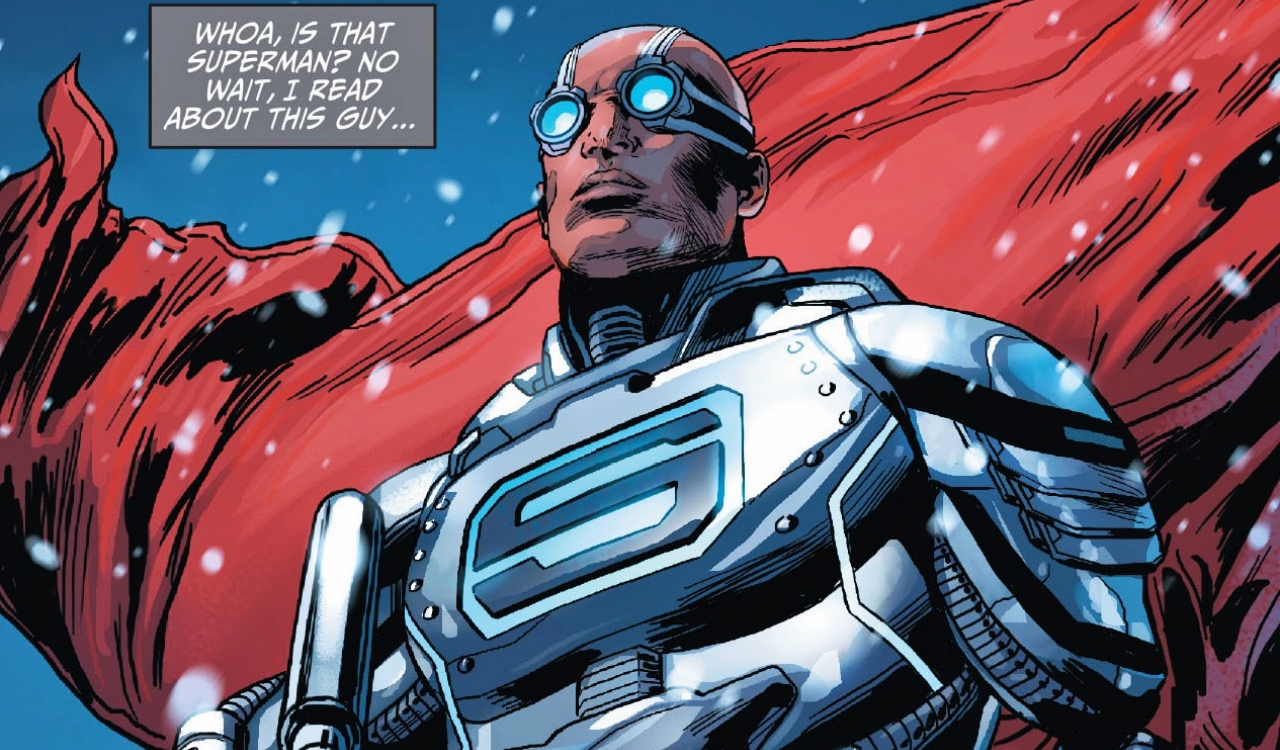 WHOA, IS THAT
SUPERMAN? NO
WAIT, I READ
ABOUT THIS GUY...